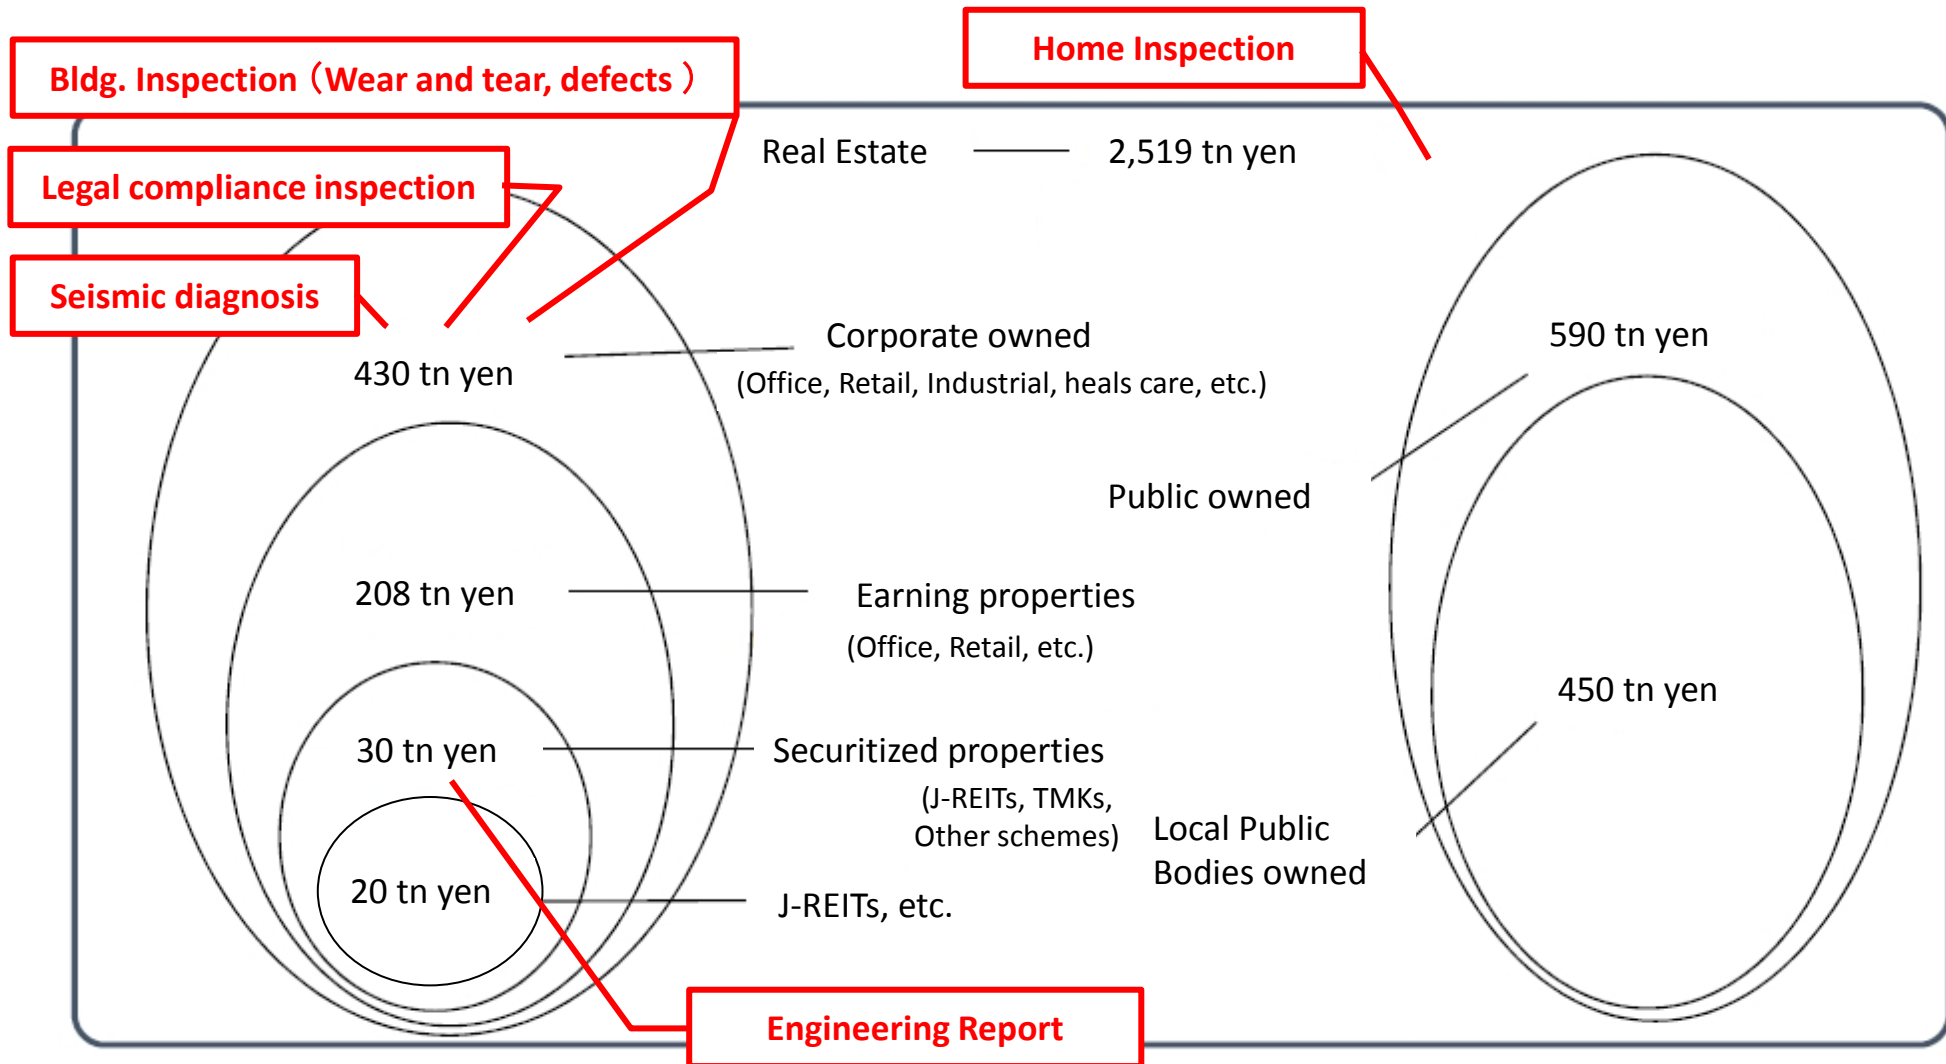 Home Inspection
Bldg. Inspection（Wear and tear, defects ）
Real Estate 2,519 tn yen
Legal compliance inspection
Seismic diagnosis
Corporate owned
590 tn yen
430 tn yen
(Office, Retail, Industrial, heals care, etc.)
Public owned
208 tn yen
Earning properties
(Office, Retail, etc.)
450 tn yen
30 tn yen
Securitized properties
(J-REITs, TMKs,
Other schemes)
Local Public
Bodies owned
20 tn yen
J-REITs, etc.
Engineering Report